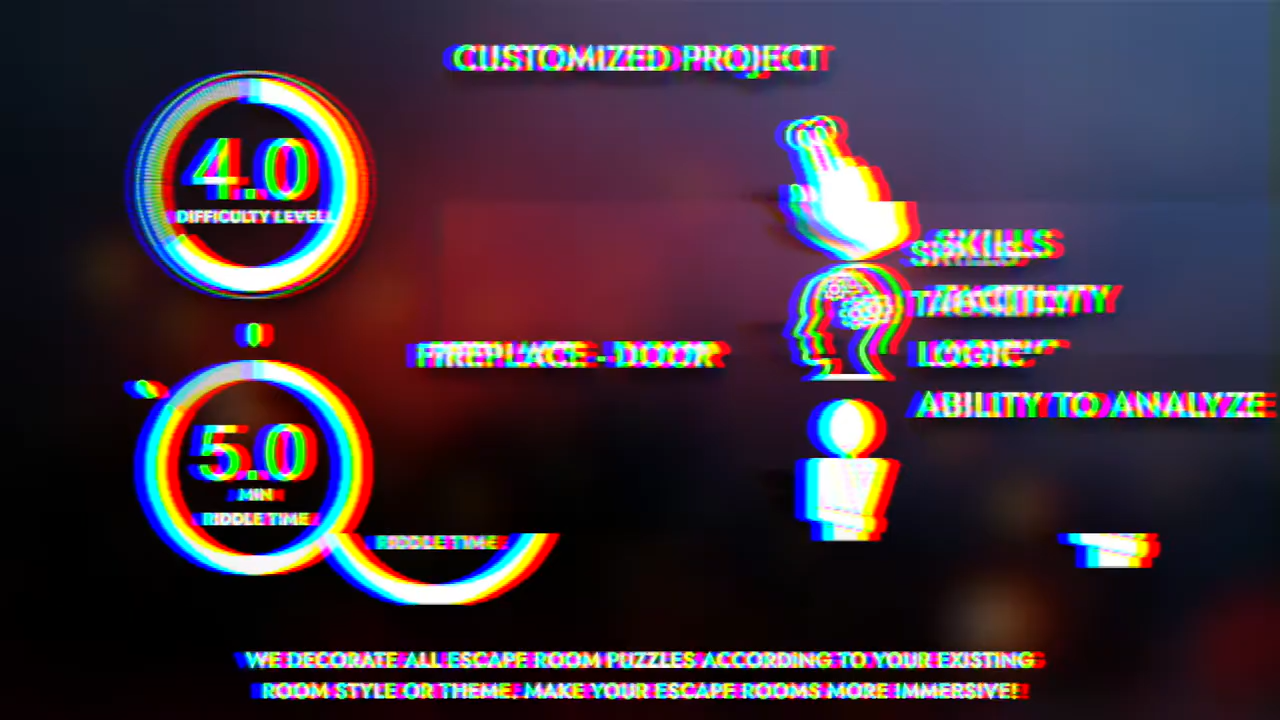 CUSTOMIZED PROJECT
4.0
DIFFICULTY LEVEL
SKILLS
TACTILITY
FIREPLACE - DOOR
LOGIC
ABILITY TO ANALYZE
5.0
MIN
RIDDLE TIME
RIDDLE TIME
WE DECORATE ALL ESCAPE ROOM PUZZLES ACCORDING TO YOUR EXISTING
ROOM STYLE OR THEME. MAKE YOUR ESCAPE ROOMS MORE IMMERSIVE!